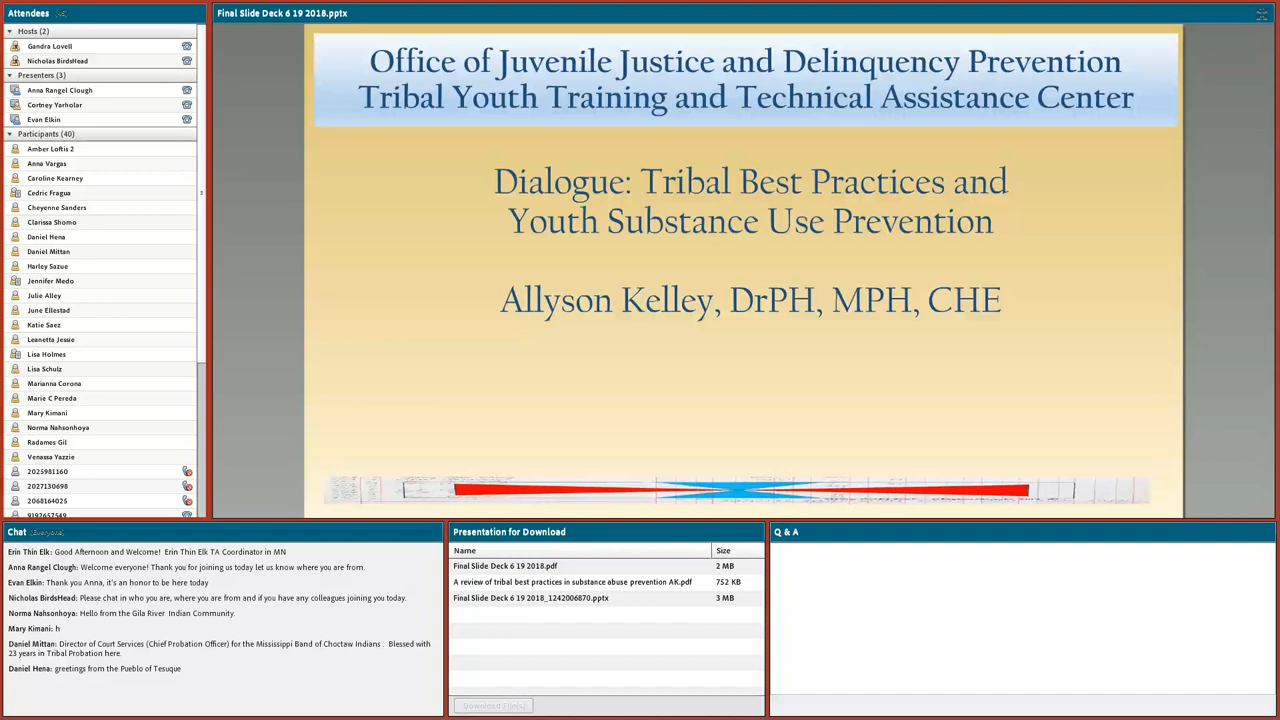 Attendees
Hosts (2)
Gandra Lovell
Nicholas BirdsHead
Presenters (3)
Anna Rangel Clough
Cortney Yarholar
Evan Elkin
Participants (40)
Amber Loftis 2
Anna Vargas
Caroline Kearney
Cedric Fragua
Cheyenne Sanders
Clarissa Shomo
Daniel Hena
Daniel Mittan
Harley Sazue
Jennifer Medo
Julie Alley
June Ellestad
Katie Saez
Leanetta Jessie
Lisa Holmes
Lisa Schulz
Marianna Corona
Marie C Pereda
Mary Kimani
Norma Nahsonhoya
Radames Gil
Venassa Yazzie
2025981160
2027130698
2068164025
9192657549
Final Slide Deck 6 19 2018.pptx
Office of Juvenile Justice and Delinquency Prevention
Tribal Youth Training and Technical Assistance Center
Dialogue: Tribal Best Practices and
Youth Substance Use Prevention
Allyson Kelley, DrPH, MPH, CHE
Chat (Everyone)
Erin Thin Elk: Good Afternoon and Welcome! Erin Thin Elk TA Coordinator in MN
Anna Rangel Clough: Welcome everyone! Thank you for joining us today let us know where you are from.
Evan Elkin: Thank you Anna, it's an honor to be here today
Nicholas BirdsHead: Please chat in who you are, where you are from and if you have any colleagues joining you today.
Norma Nahsonhoya: Hello from the Gila River Indian Community.
Mary Kimani: h
Daniel Mittan: Director of Court Services (Chief Probation Officer) for the Mississippi Band of Choctaw Indians . Blessed with
23 years in Tribal Probation here.
Daniel Hena: greetings from the Pueblo of Tesuque
Presentation for Download
Name Size
Final Slide Deck 6 19 2018.pdf 2 MB
A review of tribal best practices in substance abuse prevention AK.pdf 752 KB
Final Slide Deck 6 19 2018_1242006870.pptx 3 MB
Download File(s)
Q & A